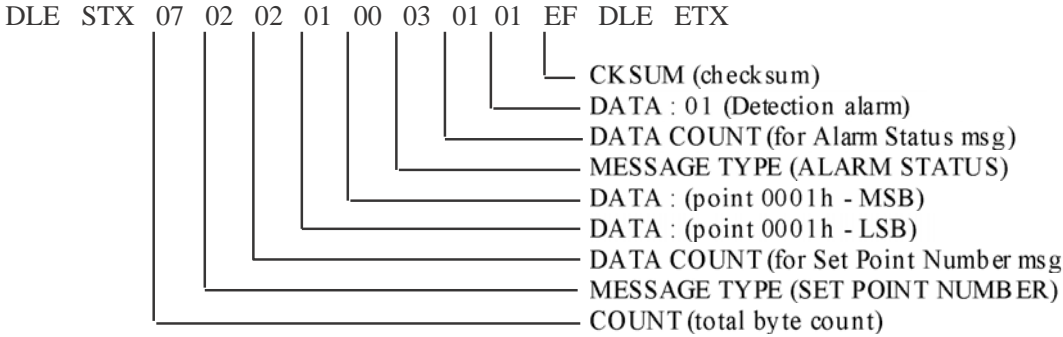 DLE STX 07 02 02 01 00 03 01 01 EF DLE ETX
CKSUM (checksum)
DATA : 01 (Detection alarm)
DATA COUNT (for Alarm Status msg)
MESSAGE TYPE (ALARM STATUS)
DATA : (point 0001h - MSB)
DATA : (point 0001h - LSB)
DATA COUNT (for Set Point Number msg
MESSAGE TYPE (SET POINT NUMBER)
COUNT (total byte count)